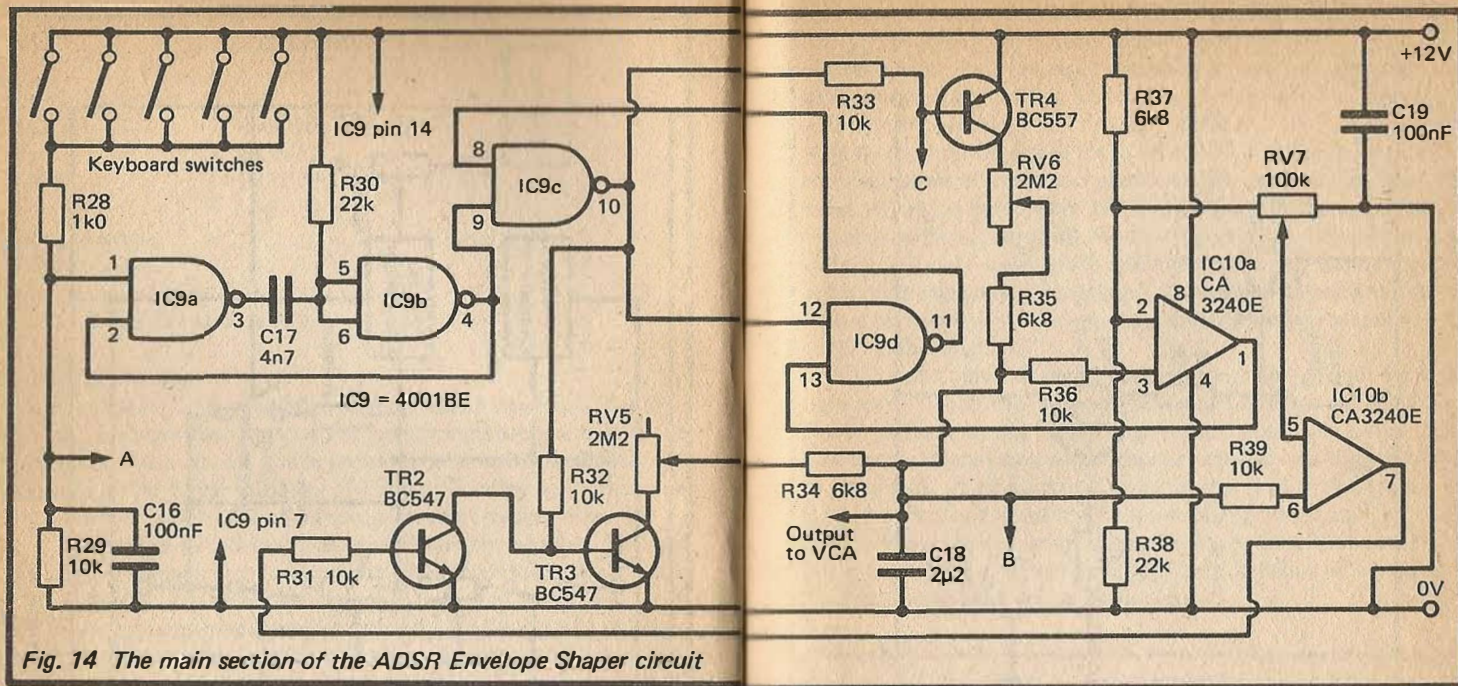 +12V
IC9 pin 14
Keyboard switches
R28
1k0
R30
22k
8
9
IC9c
10
1
2
IC9a
3
C17
4n7
5
6
IC9b
4
IC9 = 4001BE
A
R29
10k
C16
100nF
IC9 pin 7
R31 10k
TR2
BC547
R32
10k
RV5
2M2
TR3
BC547
R33
10k
C
TR4
BC557
RV6
2M2
R37
6k8
C19
100nF
RV7
100k
12
13
IC9d
11
R35
6k8
R36
10k
IC10a
CA
3240E
2
3
8
4
1
IC10b
CA3240E
5
6
7
R34 6k8
R39
10k
Output
to VCA
C18
2µ2
B
R38
22k
0V
Fig. 14 The main section of the ADSR Envelope Shaper circuit